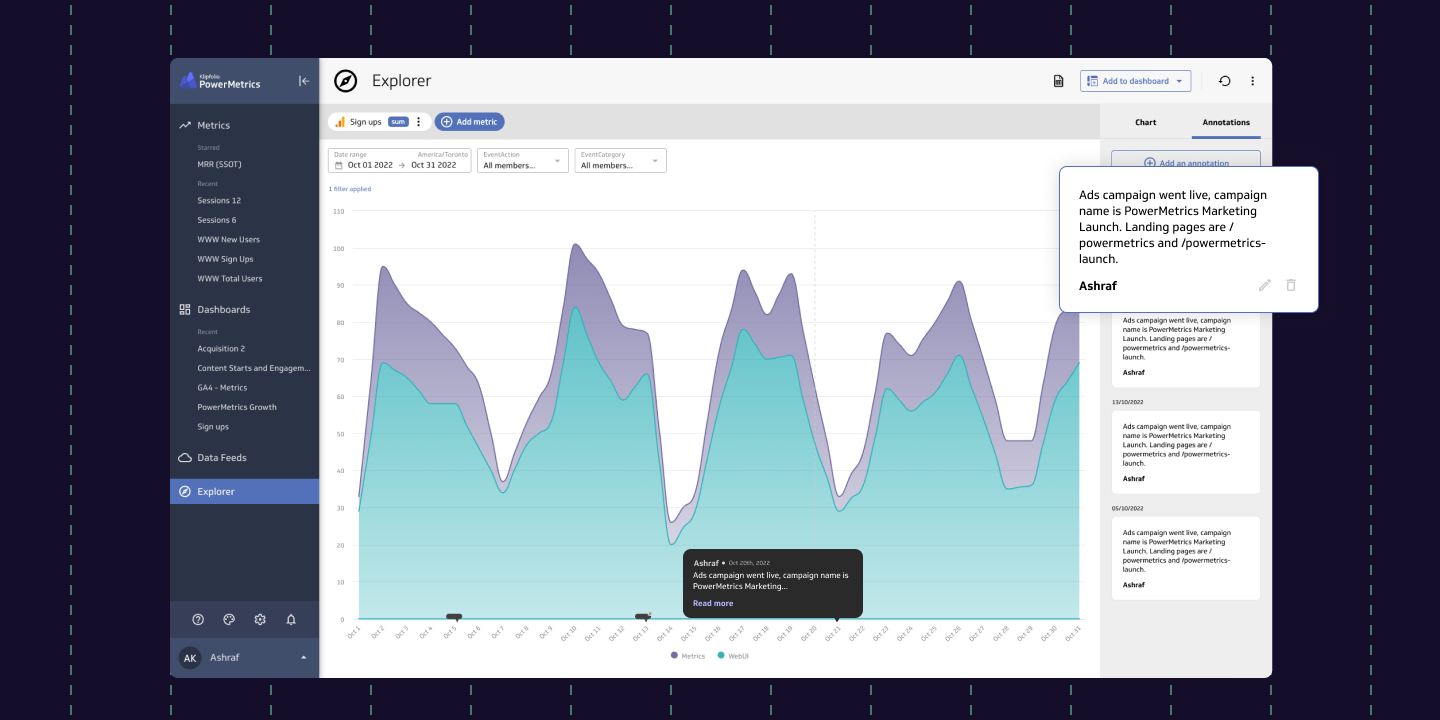 Klipfolio
PowerMetrics
Metrics
Starred
MRR (SSOT)
Recent
Sessions 12
Sessions 6
WWW New Users
WWW Sign Ups
WWW Total Users
Dashboards
Recent
Acquisition 2
Content Starts and Engagem...
GA4 - Metrics
PowerMetrics Growth
Sign ups
Data Feeds
Explorer
AK
Ashraf
Explorer
Add to dashboard
Sign ups
sum
Add metric
Date range
America/Toronto
Oct 01 2022
Oct 31 2022
EventAction
All members...
EventCategory
All members...
1 filter applied
110
100
90
80
70
60
50
40
30
20
10
0
Oct 1
Oct 2
Oct 3
Oct 4
Oct 5
Oct 6
Oct 7
Oct 8
Oct 9
Oct 10
Oct 11
Oct 12
Oct 13
Oct 14
Oct 15
Oct 16
Oct 17
Oct 18
Oct 19
Oct 20
Oct 21
Oct 22
Oct 23
Oct 24
Oct 25
Oct 26
Oct 27
Oct 28
Oct 29
Oct 30
Oct 31
Metrics
WebUI
Ashraf • Oct 20th, 2022
Ads campaign went live, campaign name is
PowerMetrics Marketing...
Read more
Chart
Annotations
Add an annotation
Ads campaign went live, campaign
name is PowerMetrics Marketing
Launch. Landing pages are /
powermetrics and /powermetrics-
launch.
Ashraf
Ads campaign went live, campaign
name is PowerMetrics Marketing
Launch. Landing pages are /
powermetrics and /powermetrics-
launch.
Ashraf
13/10/2022
Ads campaign went live, campaign
name is PowerMetrics Marketing
Launch. Landing pages are /
powermetrics and /powermetrics-
launch.
Ashraf
05/10/2022
Ads campaign went live, campaign
name is PowerMetrics Marketing
Launch. Landing pages are /
powermetrics and /powermetrics-
launch.
Ashraf